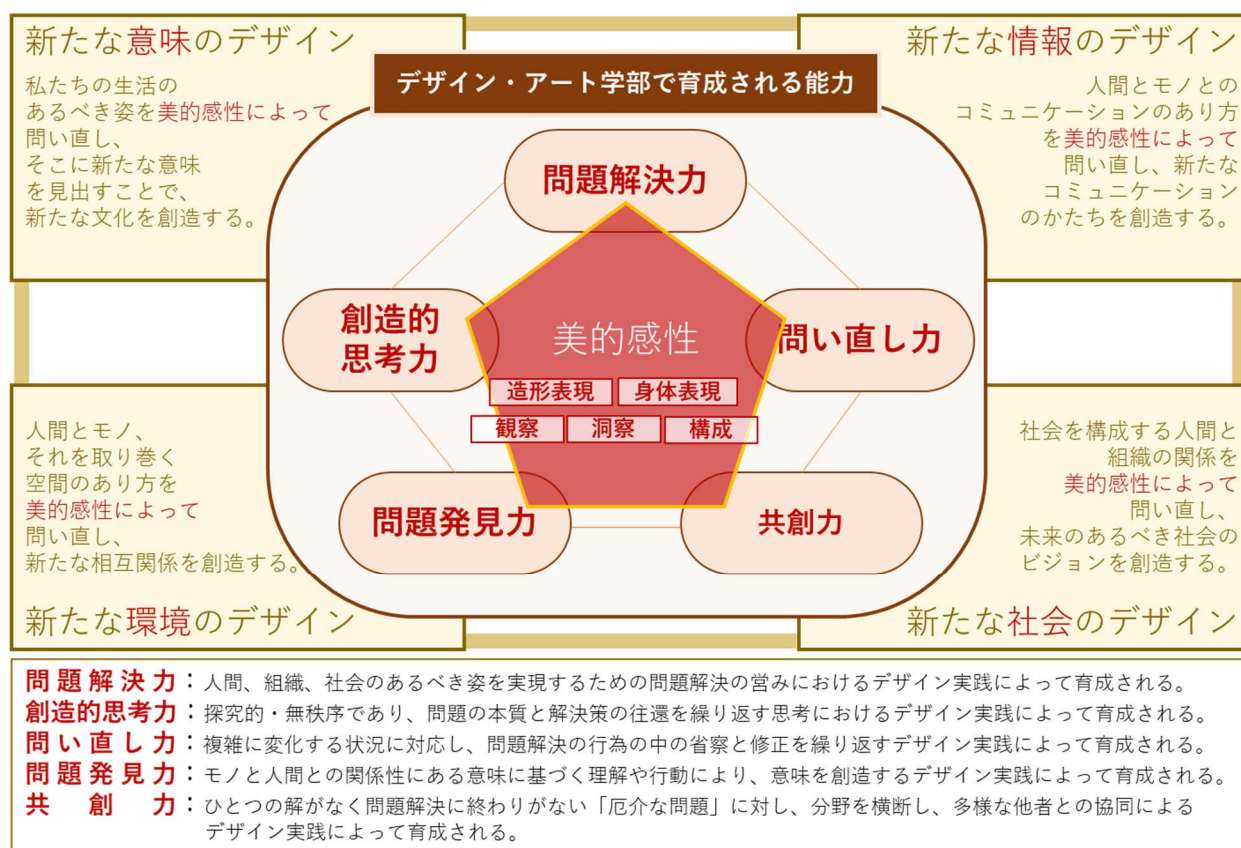 新たな意味のデザイン
私たちの生活の
あるべき姿を美的感性によって
問い直し、
そこに新たな意味
を見出すことで、
新たな文化を創造する。
デザイン・アート学部で育成される能力
新たな情報のデザイン
人間とモノとの
コミュニケーションのあり方
を美的感性によって
問い直し、新たな
コミュニケーション
のかたちを創造する。
問題解決力
創造的
思考力
美的感性
問い直し力
造形表現 身体表現
観察 洞察 構成
問題発見力
共創力
人間とモノ、
それを取り巻く
空間のあり方を
美的感性によって
問い直し、
新たな相互関係を創造する。
新たな環境のデザイン
社会を構成する人間と
組織の関係を
美的感性によって
問い直し、
未来のあるべき社会の
ビジョンを創造する。
新たな社会のデザイン
問題解決力：人間、組織、社会のあるべき姿を実現するための問題解決の営みにおけるデザイン実践によって育成される。
創造的思考力：探究的・無秩序であり、問題の本質と解決策の往還を繰り返す思考におけるデザイン実践によって育成される。
問い直し力：複雑に変化する状況に対応し、問題解決の行為の中の省察と修正を繰り返すデザイン実践によって育成される。
問題発見力：モノと人間との関係性にある意味に基づく理解や行動により、意味を創造するデザイン実践によって育成される。
共創力：ひとつの解がなく問題解決に終わりがない「厄介な問題」に対し、分野を横断し、多様な他者との協同による
デザイン実践によって育成される。